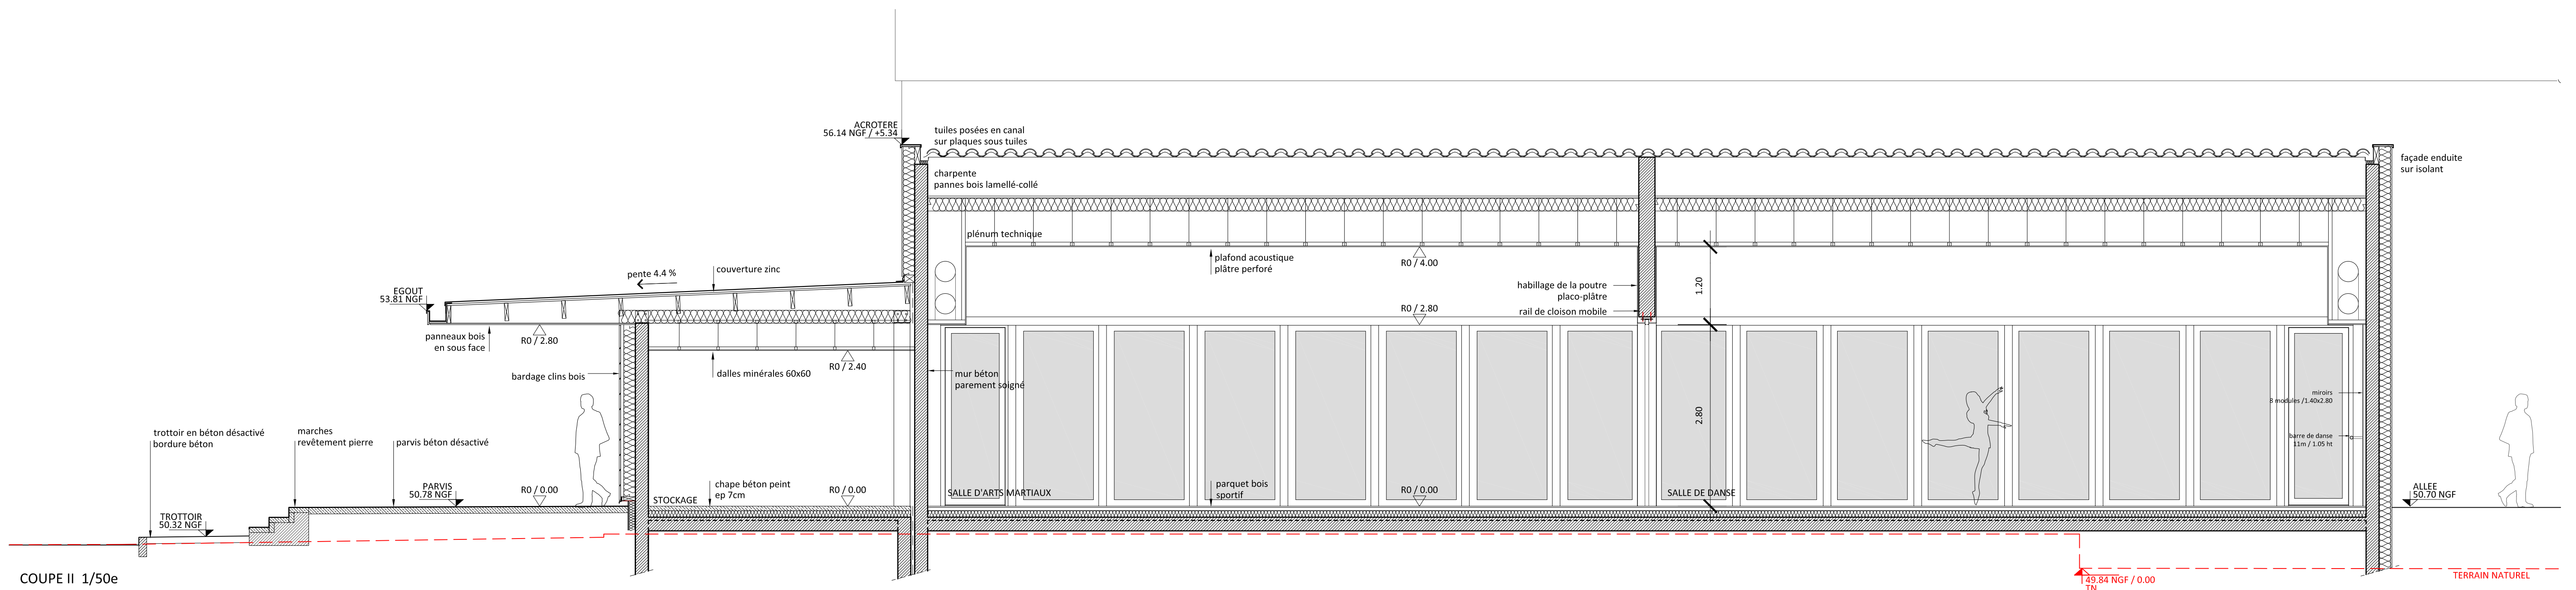 ACROTERE
56.14 NGF / +5.34
tuiles posées en canal
sur plaques sous tuiles
façade enduite
sur isolant
charpente
pannes bois lamellé-collé
plénum technique
plafond acoustique
plâtre perforé
R0 / 4.00
pente 4.4 %
couverture zinc
EGOUT
53.81 NGF
1.20
habillage de la poutre
placo-plâtre
rail de cloison mobile
R0 / 2.80
panneaux bois
en sous face
R0 / 2.80
R0 / 2.40
bardage clins bois
dalles minérales 60x60
mur béton
parement soigné
2.80
miroirs
8 modules /1.40x2.80
barre de danse
11m / 1.05 ht
trottoir en béton désactivé
bordure béton
marches
revêtement pierre
parvis béton désactivé
PARVIS
50.78 NGF
R0 / 0.00
STOCKAGE
chape béton peint
ep 7cm
R0 / 0.00
SALLE D'ARTS MARTIAUX
parquet bois
sportif
R0 / 0.00
SALLE DE DANSE
ALLEE
50.70 NGF
TROTTOIR
50.32 NGF
COUPE II 1/50e
49.84 NGF / 0.00
TN
TERRAIN NATUREL